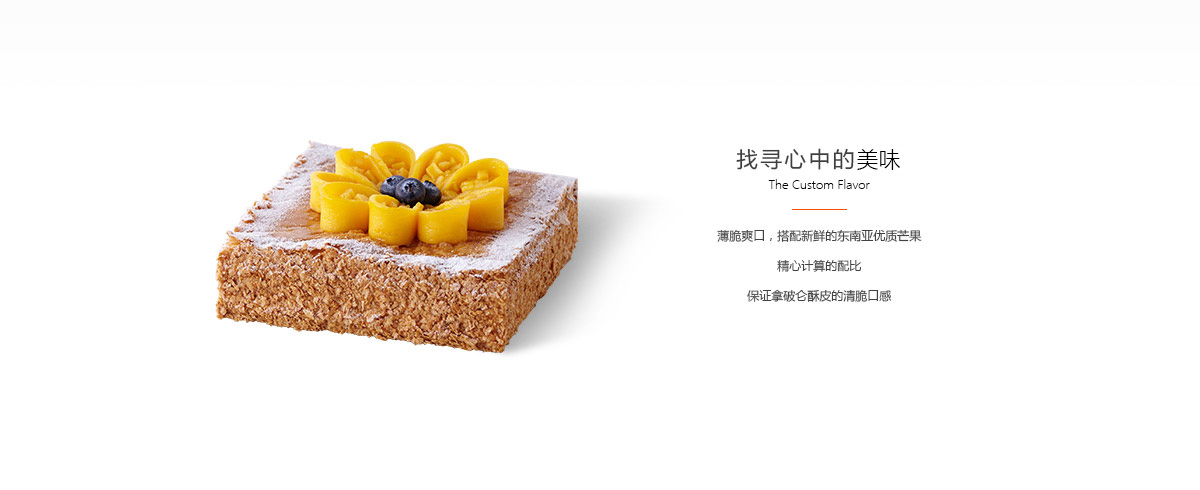 找寻心中的美味
The Custom Flavor
薄脆爽口，搭配新鲜的东南亚优质芒果
精心计算的配比
保证拿破仑酥皮的清脆口感